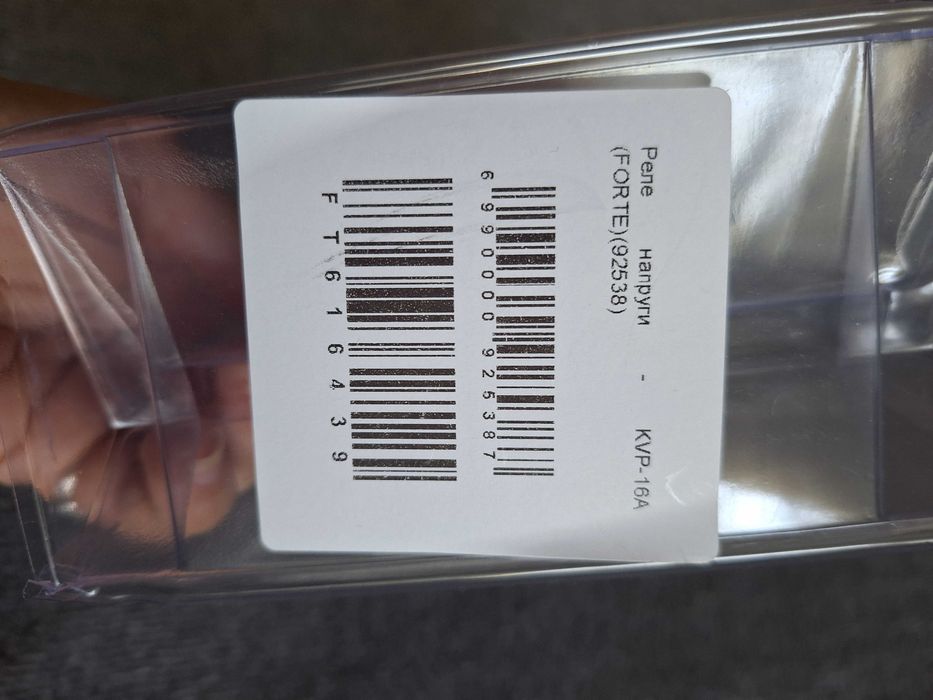 Реле напруги - KVP-16A
(FORTE)(92538)
6 990000 925387
FT616439